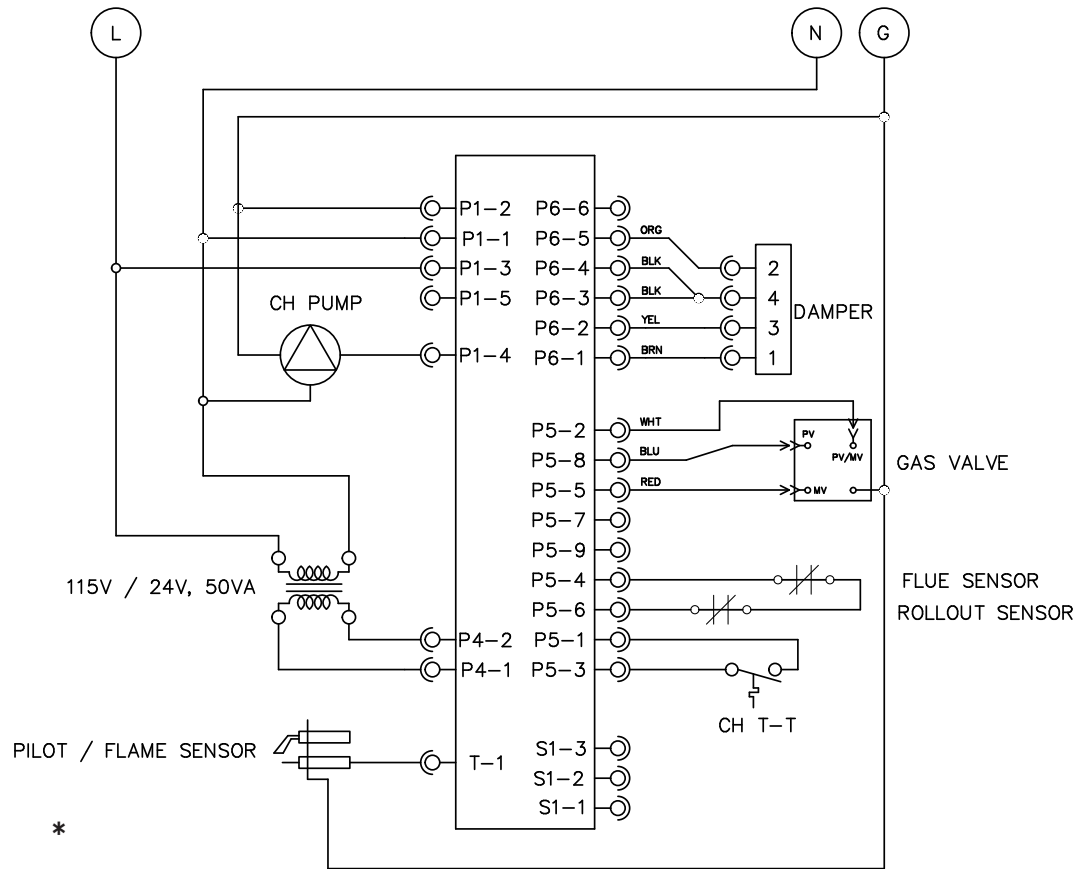 L
N
G
P1-2
P6-6
P1-1
P6-5
ORG
P1-3
P6-4
BLK
2
P1-5
P6-3
BLK
4
CH PUMP
DAMPER
P6-2
YEL
3
P1-4
P6-1
BRN
1
P5-2
WHT
PV
P5-8
BLU
PV/MV
GAS VALVE
P5-5
RED
MV
P5-7
P5-9
115V / 24V, 50VA
P5-4
FLUE SENSOR
P5-6
ROLLOUT SENSOR
P4-2
P5-1
P4-1
P5-3
CH T-T
PILOT / FLAME SENSOR
T-1
S1-3
S1-2
S1-1
*